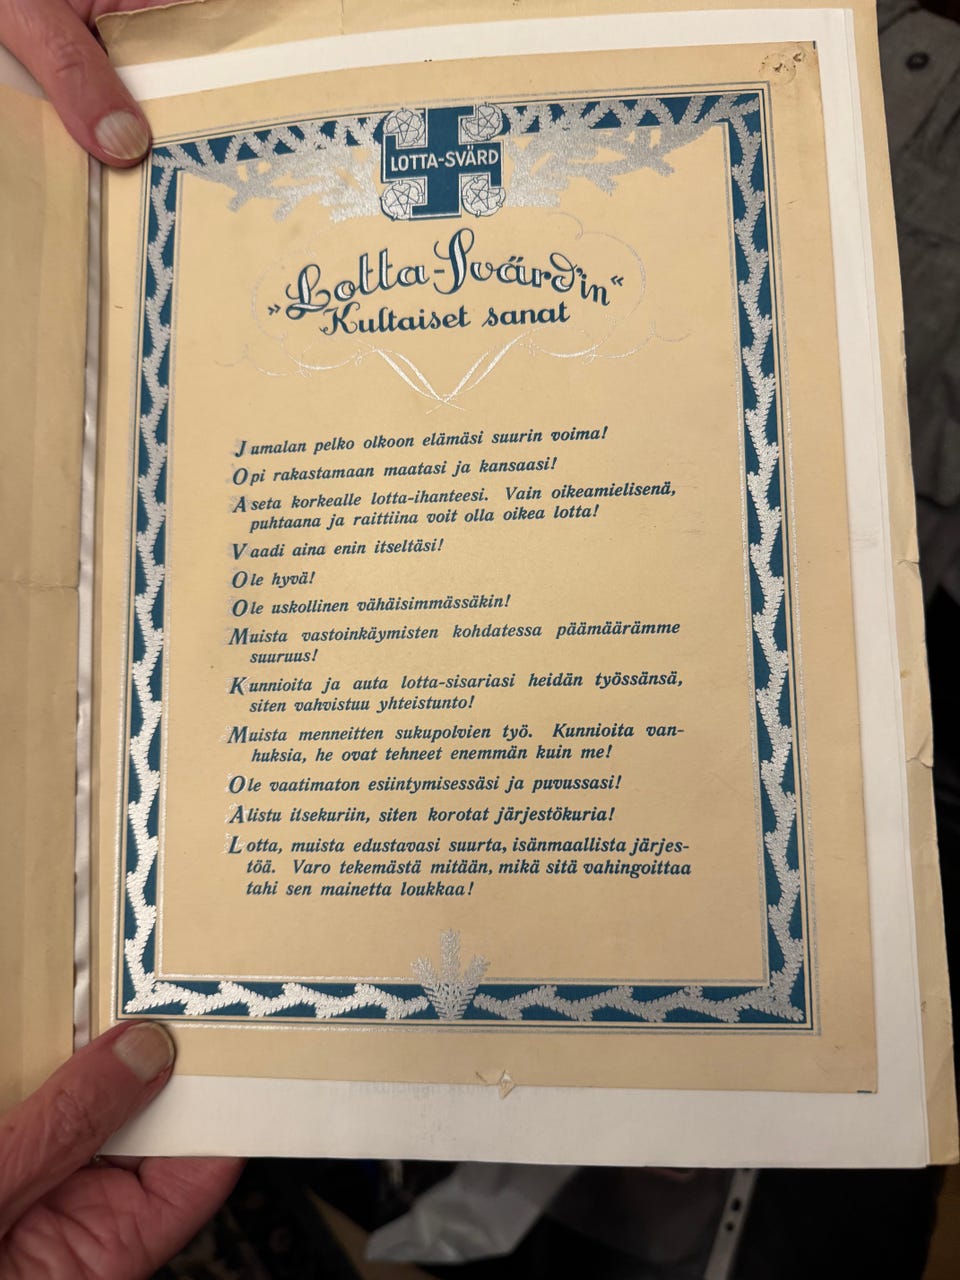 LOTTA-SVÄRD
„Lotta-Svärd'in“
Kultaiset sanat
Jumalan pelko olkoon elämäsi suurin voima!
Opi rakastamaan maatasi ja kansaasi!
Aseta korkealle lotta-ihanteesi. Vain oikeamielisenä,
puhtaana ja raittiina voit olla oikea lotta!
Vaadi aina enin itseltäsi!
Ole hyvä!
Ole uskollinen vähäisimmässäkin!
Muista vastoinkäymisten kohdatessa päämäärämme
suuruus!
Kunnioita ja auta lotta-sisariasi heidän työssänsä,
siten vahvistuu yhteistunto!
Muista menneitten sukupolvien työ. Kunnioita van-
huksia, he ovat tehneet enemmän kuin me!
Ole vaatimaton esiintymisessäsi ja puvussasi!
Alistu itsekuriin, siten korotat järjestökuria!
Lotta, muista edustavasi suurta, isänmaallista järjes-
töä. Varo tekemästä mitään, mikä sitä vahingoittaa
tahi sen mainetta loukkaa!